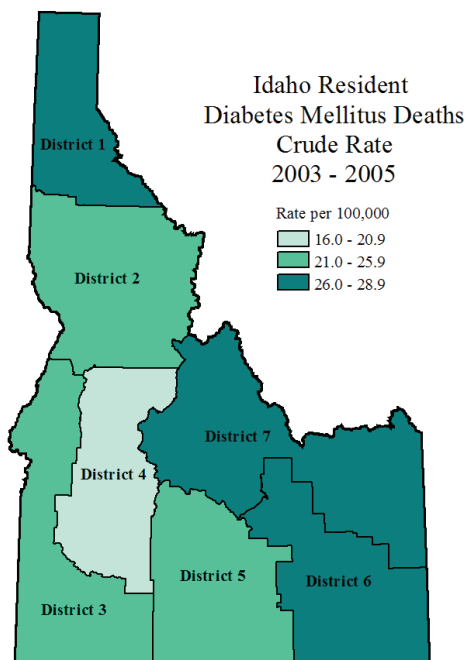 Idaho Resident
Diabetes Mellitus Deaths
Crude Rate
2003 - 2005
Rate per 100,000
16.0 - 20.9
21.0 - 25.9
26.0 - 28.9
District 1
District 2
District 7
District 4
District 5
District 6
District 3